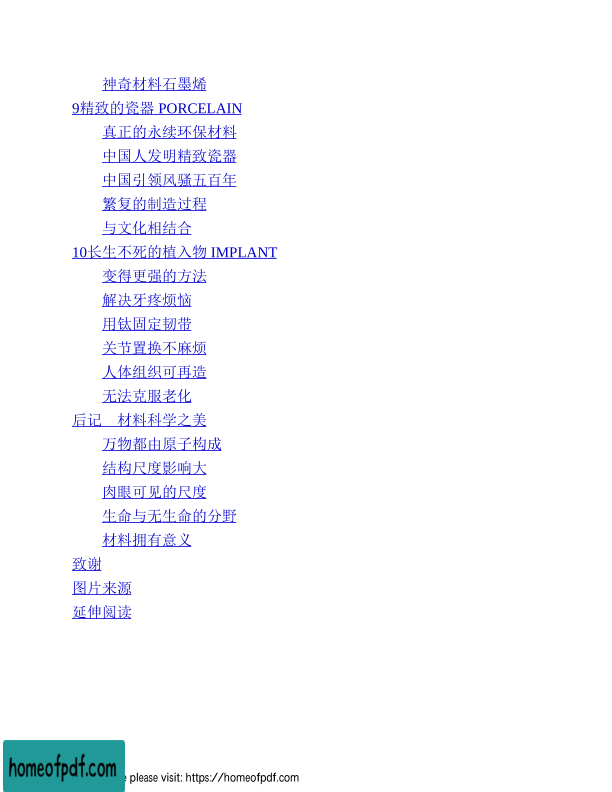 神奇材料石墨烯
9精致的瓷器 PORCELAIN
真正的永续环保材料
中国人发明精致瓷器
中国引领风骚五百年
繁复的制造过程
与文化相结合
10长生不死的植入物 IMPLANT
变得更强的方法
解决牙疼烦恼
用钛固定韧带
关节置换不麻烦
人体组织可再造
无法克服老化
后记　材料科学之美
万物都由原子构成
结构尺度影响大
肉眼可见的尺度
生命与无生命的分野
材料拥有意义
致谢
图片来源
延伸阅读
homeofpdf.com
please visit: https://homeofpdf.com